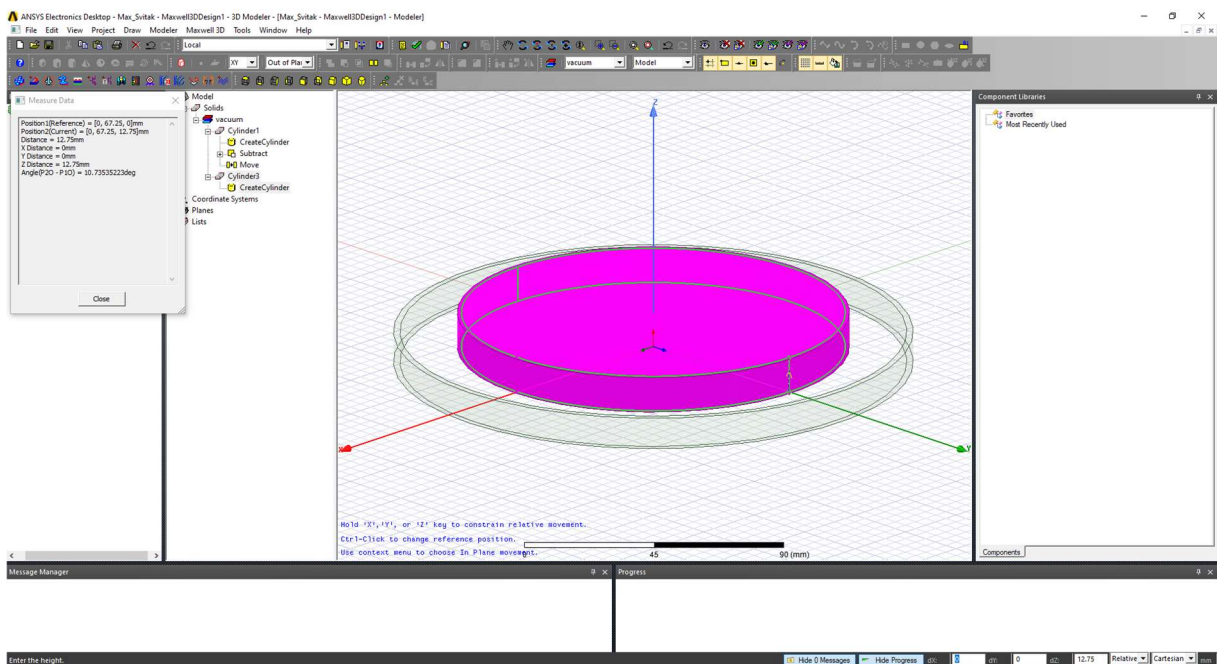 ANSYS Electronics Desktop - Max_Svitak - Maxwell3DDesign1 - 3D Modeler - [Max_Svitak - Maxwell3DDesign1 - Modeler]
File Edit View Project Draw Modeler Maxwell 3D Tools Window Help
Local
XY Out of Pla vacuum Model
Measure Data
Position1(Reference) = [0, 67.25, 0]mm
Position2(Current) = [0, 67.25, 12.75]mm
Distance = 12.75mm
X Distance = 0mm
Y Distance = 0mm
Z Distance = 12.75mm
Angle(P2O - P1O) = 10.73535223deg
Close
Model
Solids
vacuum
Cylinder1
CreateCylinder
Subtract
Move
Cylinder3
CreateCylinder
Coordinate Systems
Planes
Lists
Z
X
Y
Hold 'X','Y', or 'Z' key to constrain relative movement.
Ctrl-Click to change reference position.
Use context menu to choose In Plane movement.
0 45 90 (mm)
Component Libraries
Favorites
Most Recently Used
Components
Message Manager
Progress
Enter the height.
Hide 0 Messages Hide Progress dX: 0 dY: 0 dZ: 12.75 Relative Cartesian mm